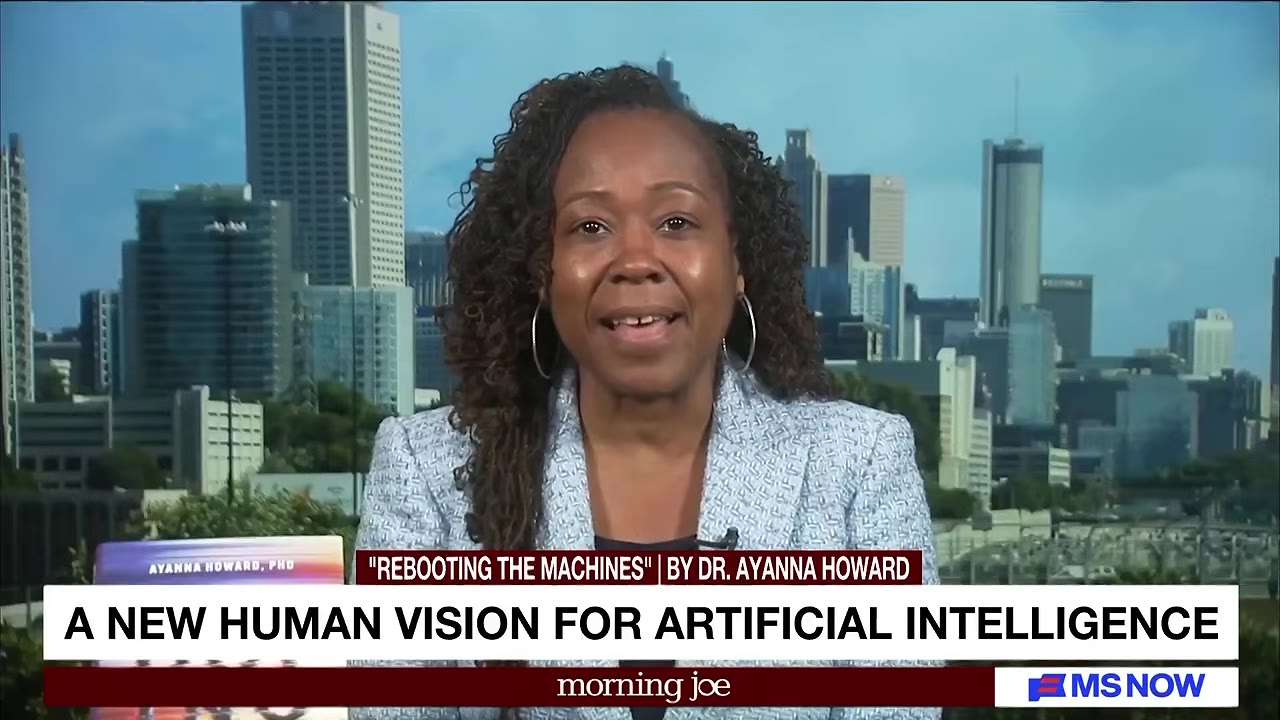 AYANNA HOWARD, PHD
"REBOOTING THE MACHINES" | BY DR. AYANNA HOWARD
A NEW HUMAN VISION FOR ARTIFICIAL INTELLIGENCE
morning joe
MS NOW